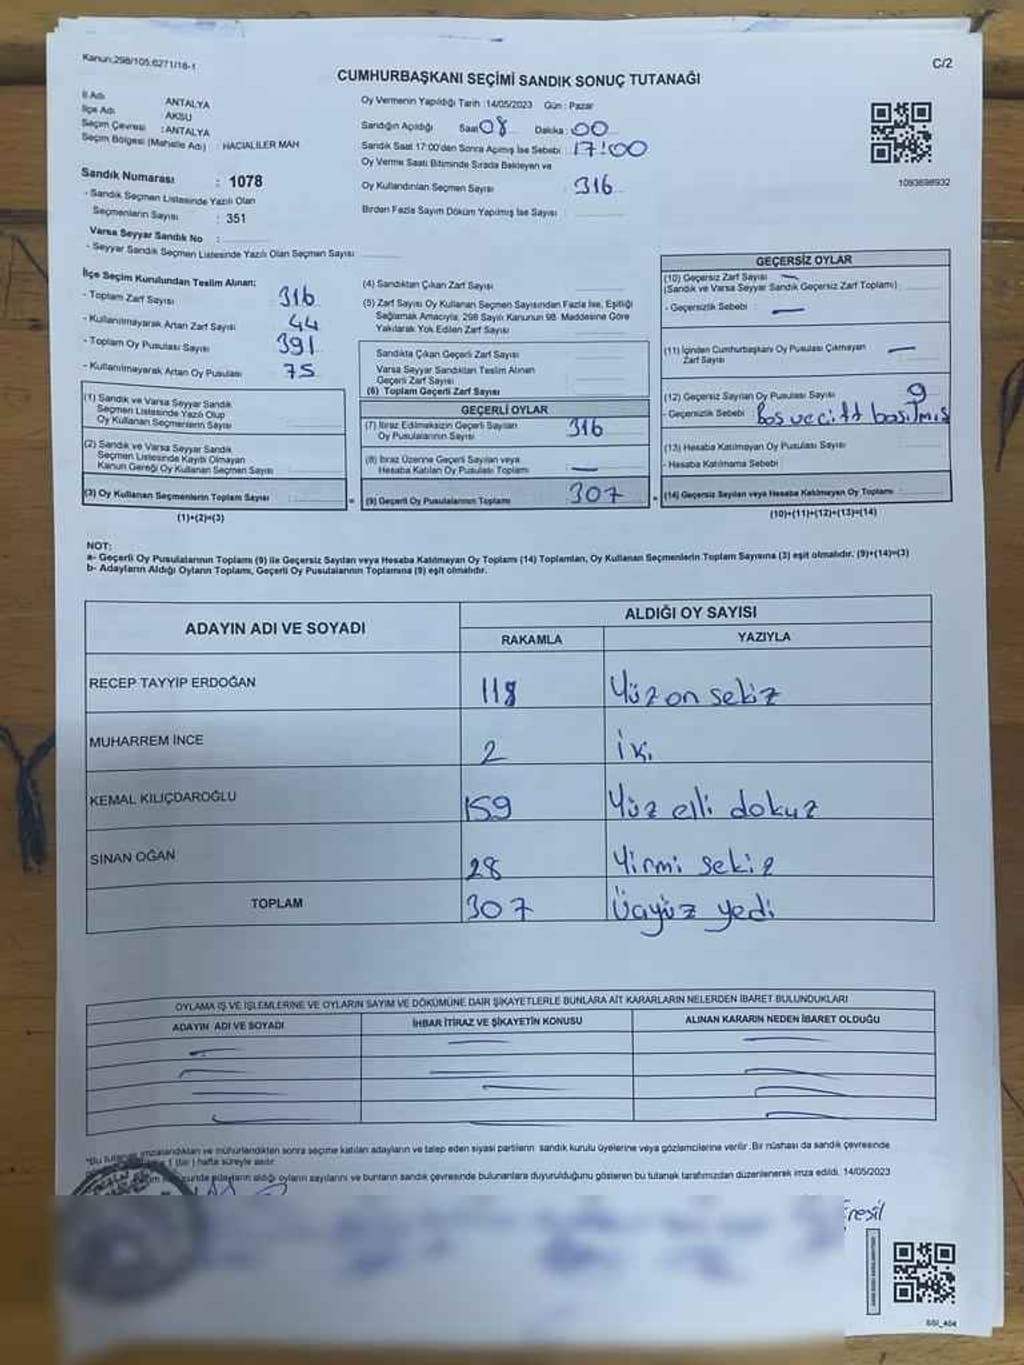 Kanun:298/105;6271/18-1
C/2
CUMHURBAŞKANI SEÇİMİ SANDIK SONUÇ TUTANAĞI
İl Adı ANTALYA
İlçe Adı AKSU
Seçim Çevresi : ANTALYA
Seçim Bölgesi (Mahalle Adı) : HACIALİLER MAH
Sandık Numarası : 1078
- Sandık Seçmen Listesinde Yazılı Olan
Seçmenlerin Sayısı : 351
Varsa Seyyar Sandık No :
- Seyyar Sandık Seçmen Listesinde Yazılı Olan Seçmen Sayısı
Oy Vermenin Yapıldığı Tarih :14/05/2023 Gün : Pazar
Sandığın Açıldığı Saat 08 Dakika : 00
Sandık Saat 17:00'den Sonra Açılmış İse Sebebi : 17:00
Oy Verme Saati Bitiminde Sırada Bekleyen ve
Oy Kullandırılan Seçmen Sayısı : 316
Birden Fazla Sayım Döküm Yapılmış İse Sayısı :
1093698932
İlçe Seçim Kurulundan Teslim Alınan;
- Toplam Zarf Sayısı 316
- Kullanılmayarak Artan Zarf Sayısı 44
- Toplam Oy Pusulası Sayısı 391
- Kullanılmayarak Artan Oy Pusulası 75
(1) Sandık ve Varsa Seyyar Sandık
Seçmen Listesinde Yazılı Olup
Oy Kullanan Seçmenlerin Sayısı
(2) Sandık ve Varsa Seyyar Sandık
Seçmen Listesinde Kayıtlı Olmayan
Kanun Gereği Oy Kullanan Seçmen Sayısı
(3) Oy Kullanan Seçmenlerin Toplam Sayısı
(1)+(2)=(3)
(4) Sandıktan Çıkan Zarf Sayısı
(5) Zarf Sayısı Oy Kullanan Seçmen Sayısından Fazla İse, Eşitliği
Sağlamak Amacıyla, 298 Sayılı Kanunun 98. Maddesine Göre
Yakılarak Yok Edilen Zarf Sayısı
Sandıkta Çıkan Geçerli Zarf Sayısı
Varsa Seyyar Sandıktan Teslim Alınan
Geçerli Zarf Sayısı
(6) Toplam Geçerli Zarf Sayısı
GEÇERLİ OYLAR
(7) İtiraz Edilmeksizin Geçerli Sayılan
Oy Pusulalarının Sayısı 316
(8) İtiraz Üzerine Geçerli Sayılan veya
Hesaba Katılan Oy Pusulası Toplamı —
= (9) Geçerli Oy Pusulalarının Toplamı 307
GEÇERSİZ OYLAR
(10) Geçersiz Zarf Sayısı —
(Sandık ve Varsa Seyyar Sandık Geçersiz Zarf Toplamı)
- Geçersizlik Sebebi : —
(11) İçinden Cumhurbaşkanı Oy Pusulası Çıkmayan —
Zarf Sayısı
(12) Geçersiz Sayılan Oy Pusulası Sayısı 9
- Geçersizlik Sebebi : Boş ve çift basılmış
(13) Hesaba Katılmayan Oy Pusulası Sayısı
- Hesaba Katılmama Sebebi
(14) Geçersiz Sayılan veya Hesaba Katılmayan Oy Toplamı
(10)+(11)+(12)+(13)=(14)
NOT:
a- Geçerli Oy Pusulalarının Toplamı (9) ile Geçersiz Sayılan veya Hesaba Katılmayan Oy Toplamı (14) Toplamları, Oy Kullanan Seçmenlerin Toplam Sayısına (3) eşit olmalıdır. (9)+(14)=(3)
b- Adayların Aldığı Oyların Toplamı, Geçerli Oy Pusulalarının Toplamına (9) eşit olmalıdır.
ADAYIN ADI VE SOYADI
ALDIĞI OY SAYISI
RAKAMLA YAZIYLA
RECEP TAYYİP ERDOĞAN 118 Yüz on sekiz
MUHARREM İNCE 2 İki
KEMAL KILIÇDAROĞLU 159 Yüz elli dokuz
SİNAN OĞAN 28 Yirmi sekiz
TOPLAM 307 Üçyüz yedi
OYLAMA İŞ VE İŞLEMLERİNE VE OYLARIN SAYIM VE DÖKÜMÜNE DAİR ŞİKAYETLERLE BUNLARA AİT KARARLARIN NELERDEN İBARET BULUNDUKLARI
ADAYIN ADI VE SOYADI İHBAR İTİRAZ VE ŞİKAYETİN KONUSU ALINAN KARARIN NEDEN İBARET OLDUĞU
*Bu tutanak imzalandıktan ve mühürlendikten sonra seçime katılan adayların ve talep eden siyasi partilerin sandık kurulu üyelerine veya gözlemcilerine verilir. Bir nüshası da sandık çevresinde
1 (bir) hafta süreyle asılır.
adayların aldığı oyların sayılarını ve bunların sandık çevresinde bulunanlara duyurulduğunu gösteren bu tutanak tarafımızdan düzenlenerek imza edildi. 14/05/2023
SSI_404